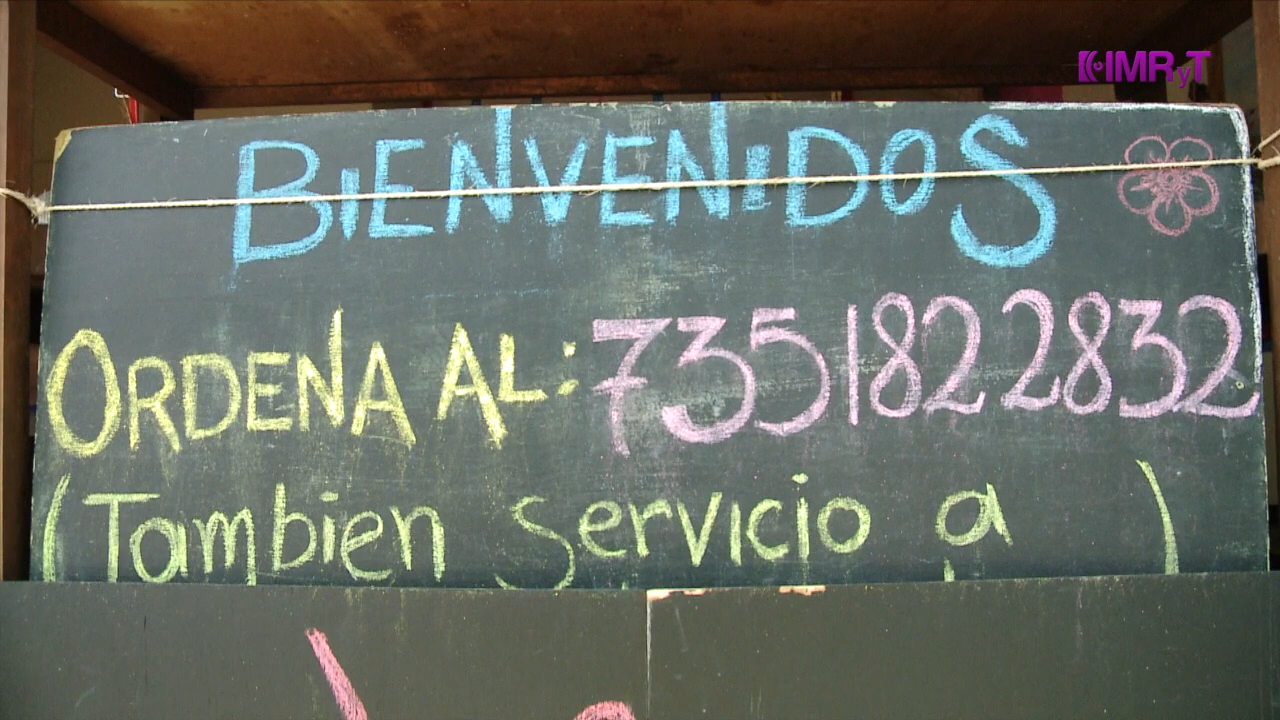 IMRyT
BIENVENIDOS
ORDENA AL: 7351822832
(Tambien servicio a )